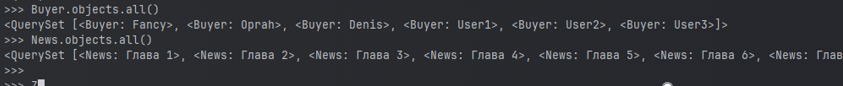 >>> Buyer.objects.all()
<QuerySet [<Buyer: Fancy>, <Buyer: Oprah>, <Buyer: Denis>, <Buyer: User1>, <Buyer: User2>, <Buyer: User3>]>
>>> News.objects.all()
<QuerySet [<News: Глава 1>, <News: Глава 2>, <News: Глава 3>, <News: Глава 4>, <News: Глава 5>, <News: Глава 6>, <News: Глав
>>>
>>>